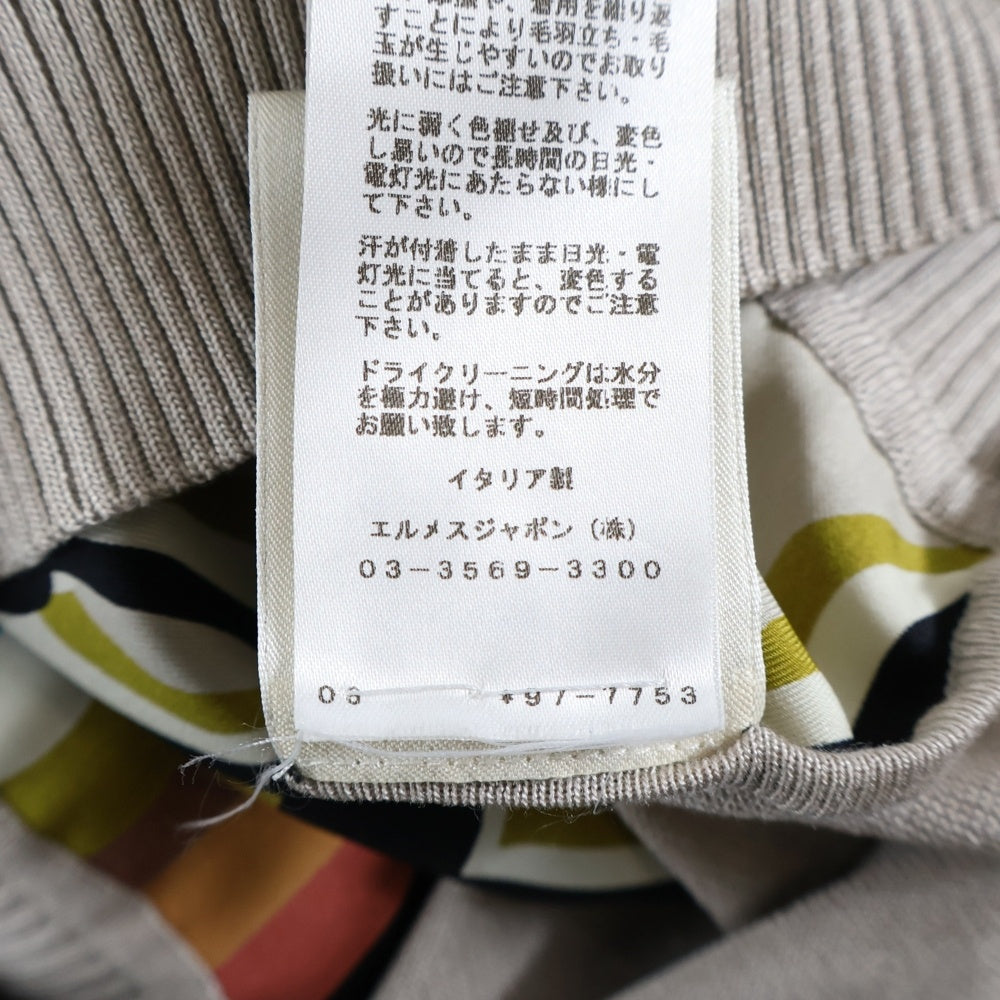 着用を繰り返
すことにより毛羽立ち・毛
玉が生じやすいのでお取り
扱いにはご注意下さい。
光に弱く色褪せ及び、変色
し易いので長時間の日光・
電灯光にあたらない様にし
て下さい。
汗が付着したまま日光・電
灯光に当てると、変色する
ことがありますのでご注意
下さい。
ドライクリーニングは水分
を極力避け、短時間処理で
お願い致します。
イタリア製
エルメスジャポン（株）
03-3569-3300
*97-7753